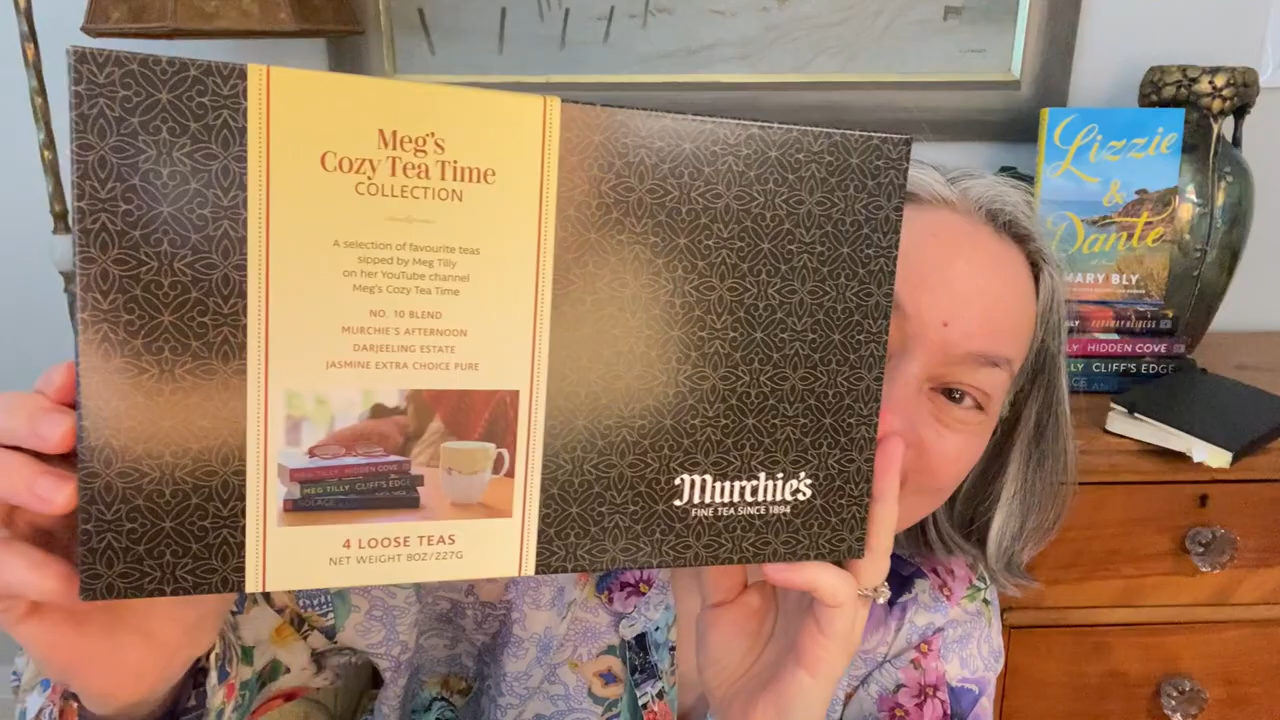 Meg's
Cozy Tea Time
COLLECTION
A selection of favourite teas
sipped by Meg Tilly
on her YouTube channel
Meg's Cozy Tea Time
NO. 10 BLEND
MURCHIE'S AFTERNOON
DARJEELING ESTATE
JASMINE EXTRA CHOICE PURE
MEG TILLY HIDDEN COVE
MEG TILLY CLIFF'S EDGE
SOLACE
4 LOOSE TEAS
NET WEIGHT 8OZ/227G
Murchie's
FINE TEA SINCE 1894
Lizzie
&
Dante
MARY BLY
HIDDEN COVE
CLIFF'S EDGE